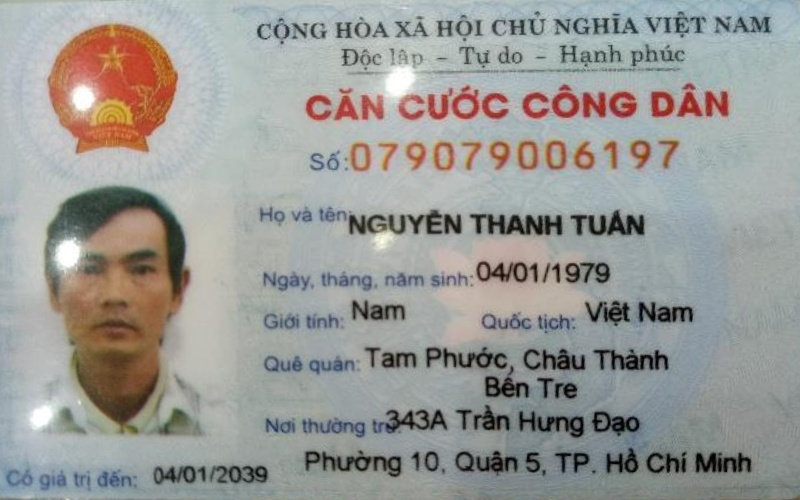 CỘNG HÒA XÃ HỘI CHỦ NGHĨA VIỆT NAM
Độc lập - Tự do - Hạnh phúc
CĂN CƯỚC CÔNG DÂN
Số: 079079006197
Họ và tên: NGUYỄN THANH TUẤN
Ngày, tháng, năm sinh: 04/01/1979
Giới tính: Nam Quốc tịch: Việt Nam
Quê quán: Tam Phước, Châu Thành
Bến Tre
Nơi thường trú: 343A Trần Hưng Đạo
Phường 10, Quận 5, TP. Hồ Chí Minh
Có giá trị đến: 04/01/2039